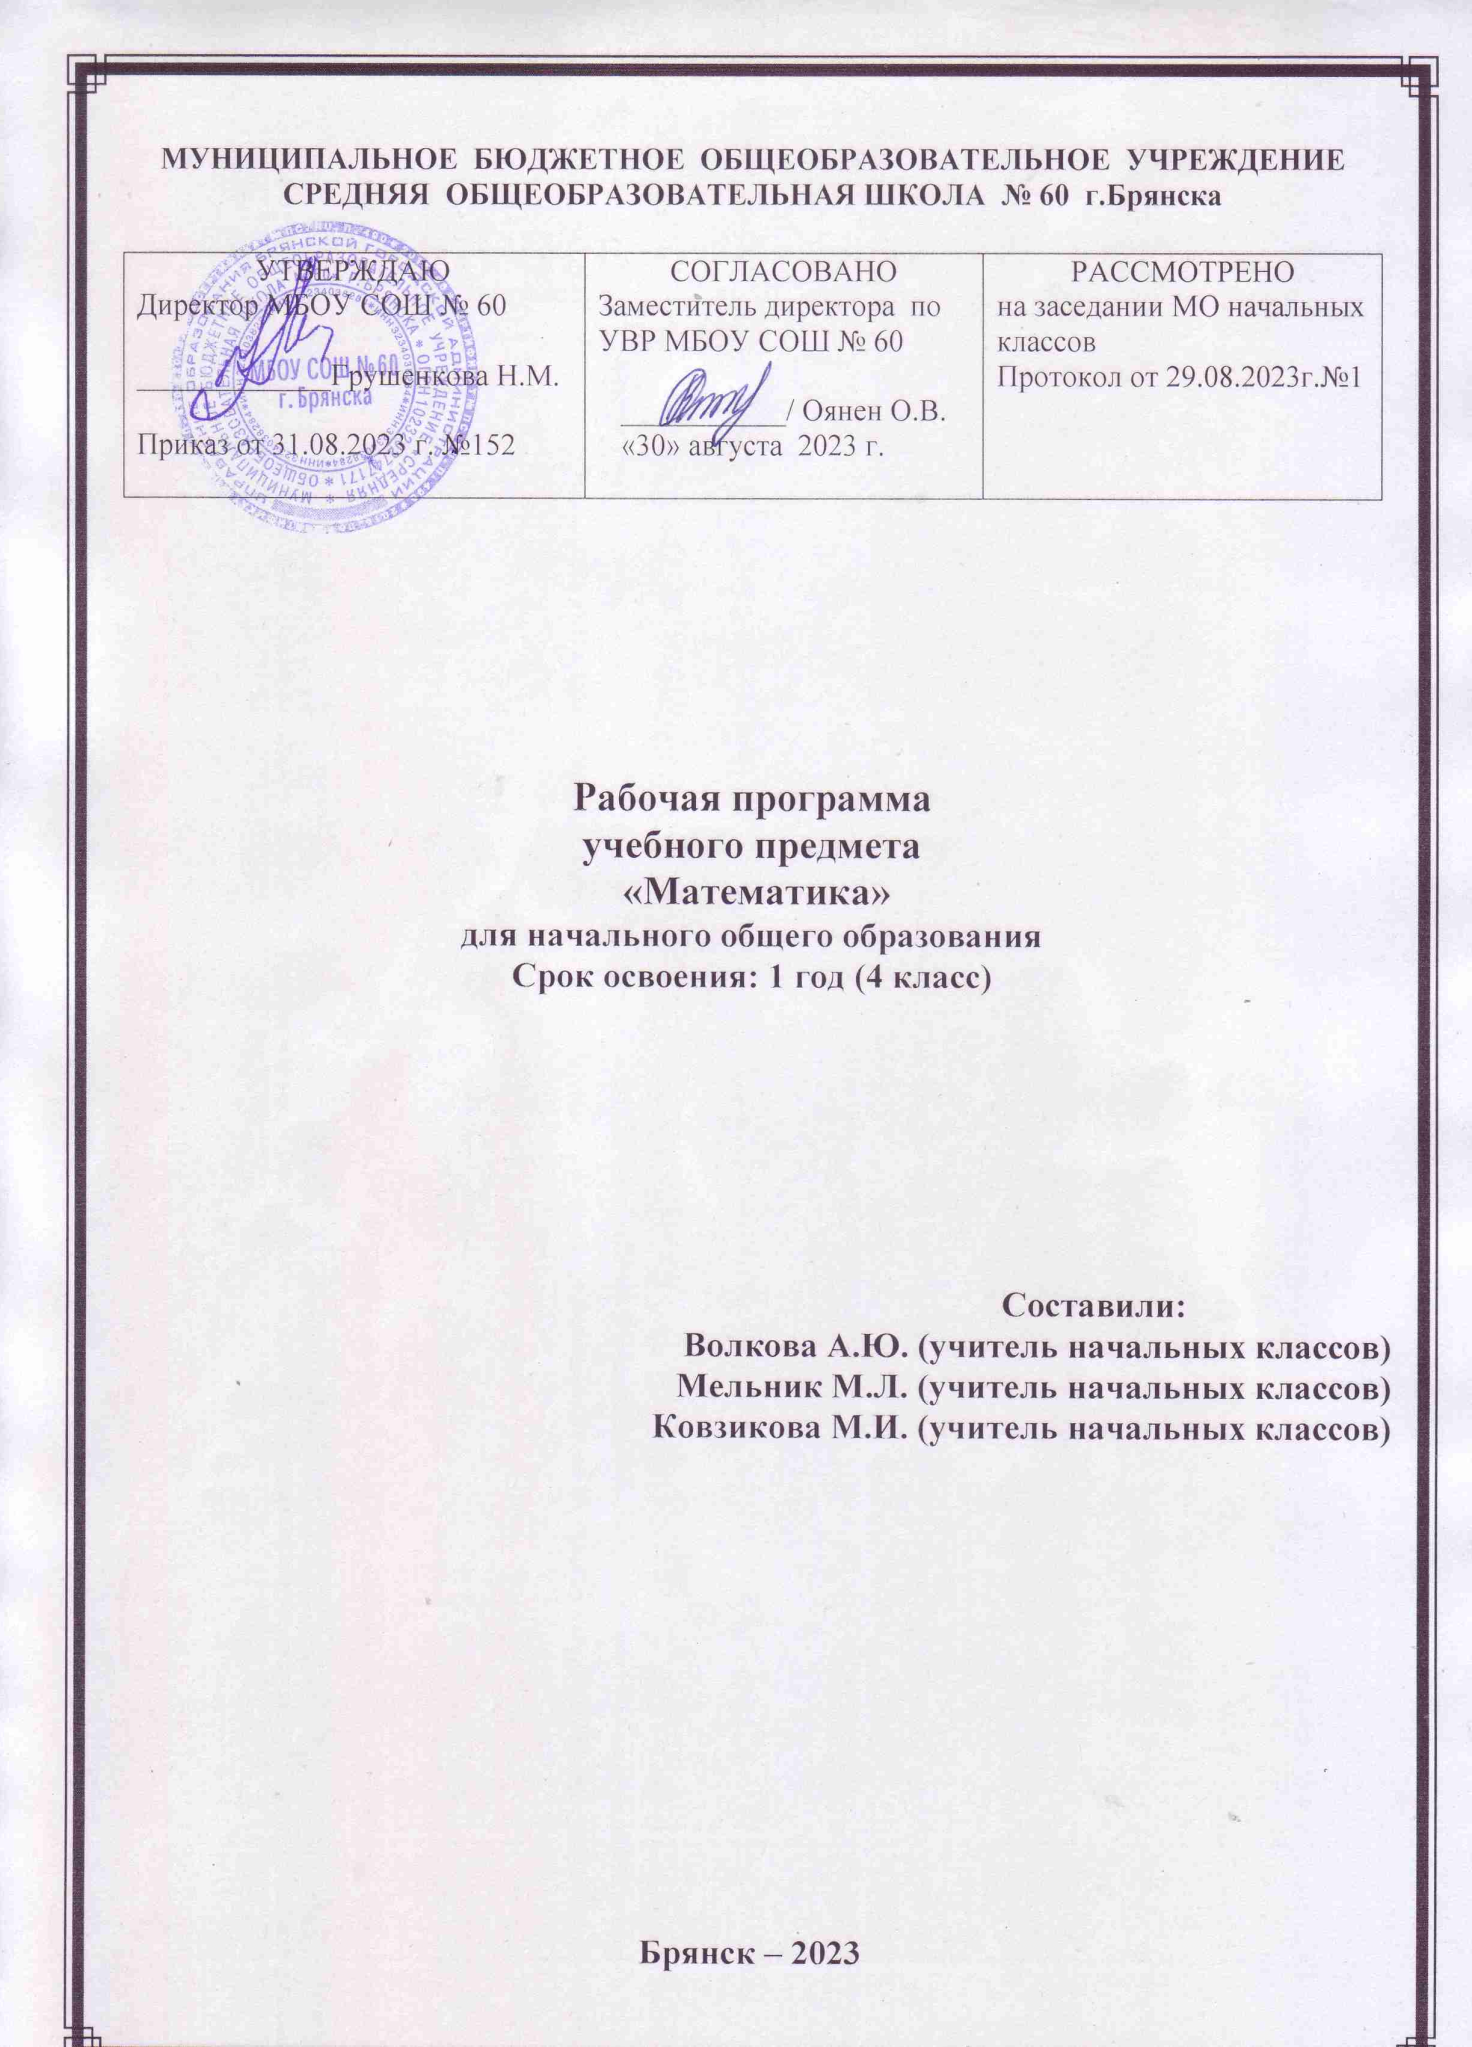 МУНИЦИПАЛЬНОЕ БЮДЖЕТНОЕ ОБЩЕОБРАЗОВАТЕЛЬНОЕ УЧРЕЖДЕНИЕ
СРЕДНЯЯ ОБЩЕОБРАЗОВАТЕЛЬНАЯ ШКОЛА № 60 г.Брянска
УТВЕРЖДАЮ
Директор МБОУ СОШ № 60
Грушенкова Н.М.
Приказ от 31.08.2023 г. №152
МБОУ СОШ № 60
г. Брянска
СОГЛАСОВАНО
Заместитель директора по
УВР МБОУ СОШ № 60
/ Оянен О.В.
«30» августа 2023 г.
РАССМОТРЕНО
на заседании МО начальных
классов
Протокол от 29.08.2023г.№1
Рабочая программа
учебного предмета
«Математика»
для начального общего образования
Срок освоения: 1 год (4 класс)
Составили:
Волкова А.Ю. (учитель начальных классов)
Мельник М.Л. (учитель начальных классов)
Ковзикова М.И. (учитель начальных классов)
Брянск – 2023